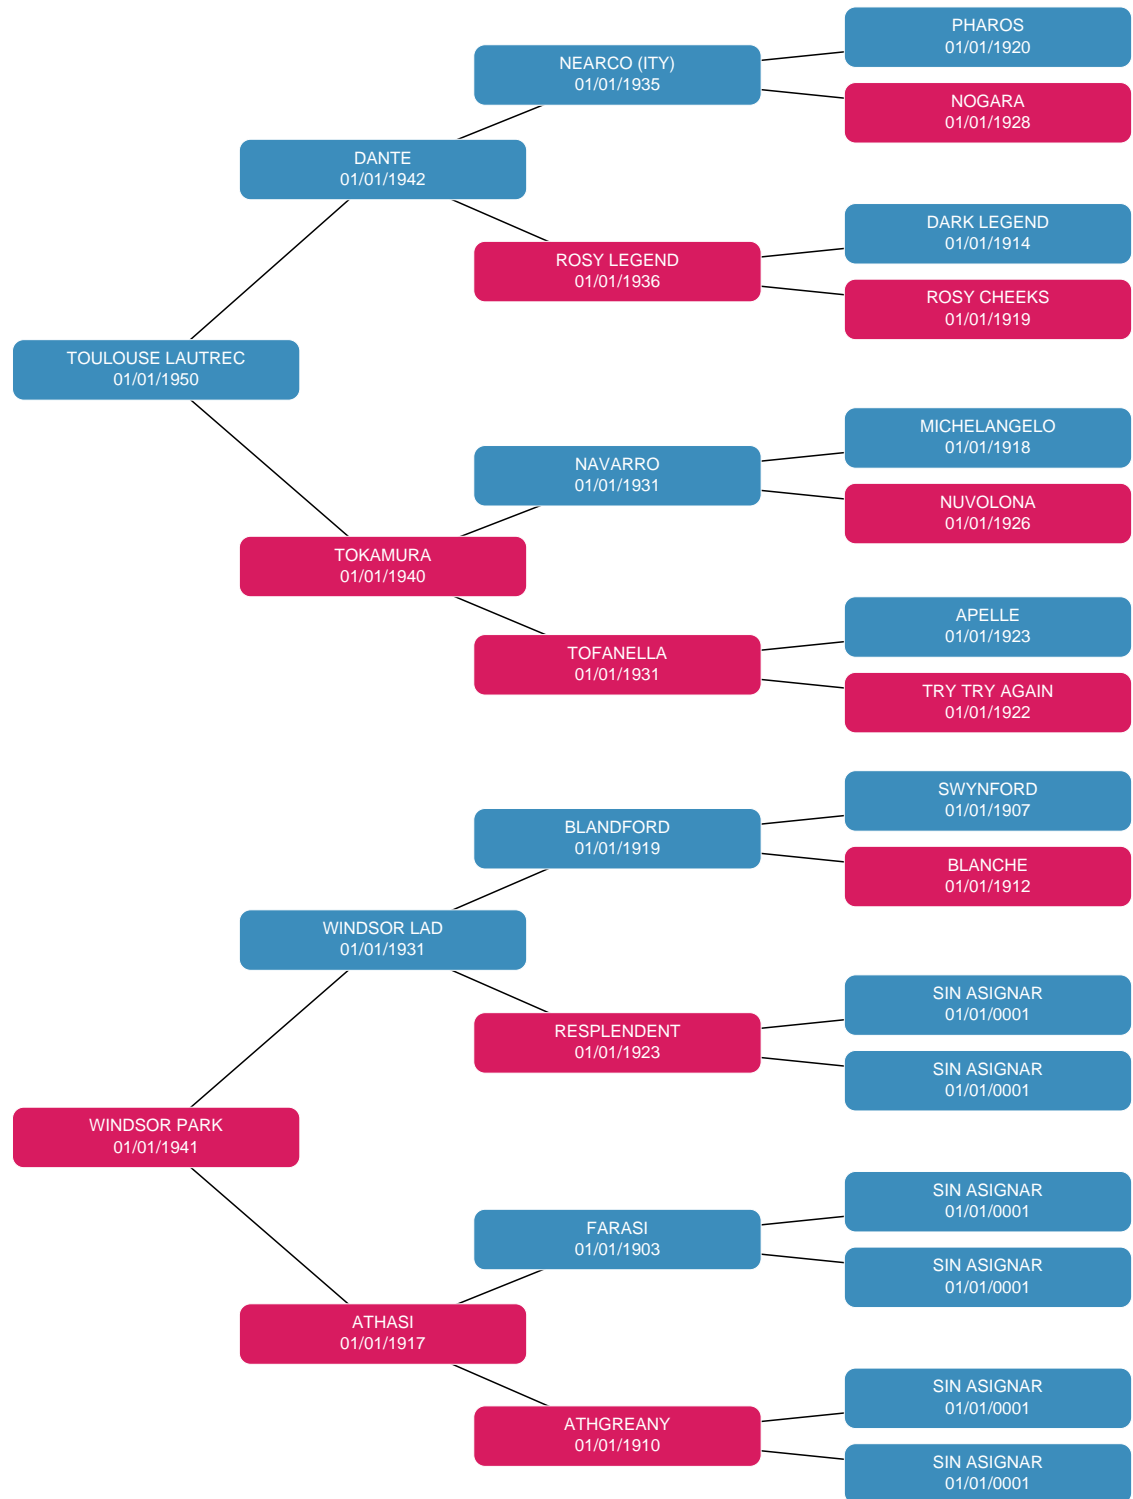 PHAROS
01/01/1920
NEARCO (ITY)
01/01/1935
NOGARA
01/01/1928
DANTE
01/01/1942
DARK LEGEND
01/01/1914
ROSY LEGEND
01/01/1936
ROSY CHEEKS
01/01/1919
TOULOUSE LAUTREC
01/01/1950
MICHELANGELO
01/01/1918
NAVARRO
01/01/1931
NUVOLONA
01/01/1926
TOKAMURA
01/01/1940
APELLE
01/01/1923
TOFANELLA
01/01/1931
TRY TRY AGAIN
01/01/1922
SWYNFORD
01/01/1907
BLANDFORD
01/01/1919
BLANCHE
01/01/1912
WINDSOR LAD
01/01/1931
SIN ASIGNAR
01/01/0001
RESPLENDENT
01/01/1923
SIN ASIGNAR
01/01/0001
WINDSOR PARK
01/01/1941
SIN ASIGNAR
01/01/0001
FARASI
01/01/1903
SIN ASIGNAR
01/01/0001
ATHASI
01/01/1917
SIN ASIGNAR
01/01/0001
ATHGREANY
01/01/1910
SIN ASIGNAR
01/01/0001